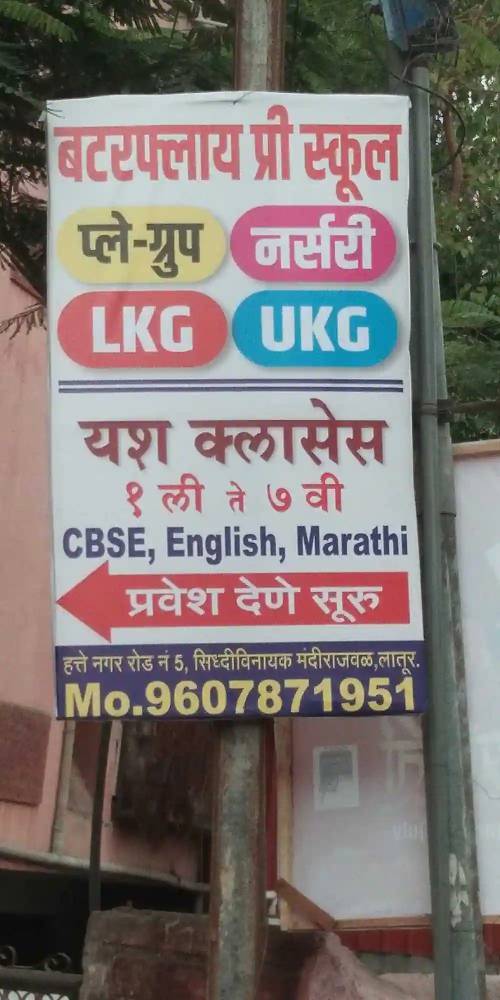 बटरफ्लाय प्री स्कूल
प्ले-ग्रुप नर्सरी
LKG UKG
यश क्लासेस
१ ली ते ७ वी
CBSE, English, Marathi
प्रवेश देणे सूरू
हत्ते नगर रोड नं 5, सिध्दीविनायक मंदीराजवळ,लातूर.
Mo.9607871951